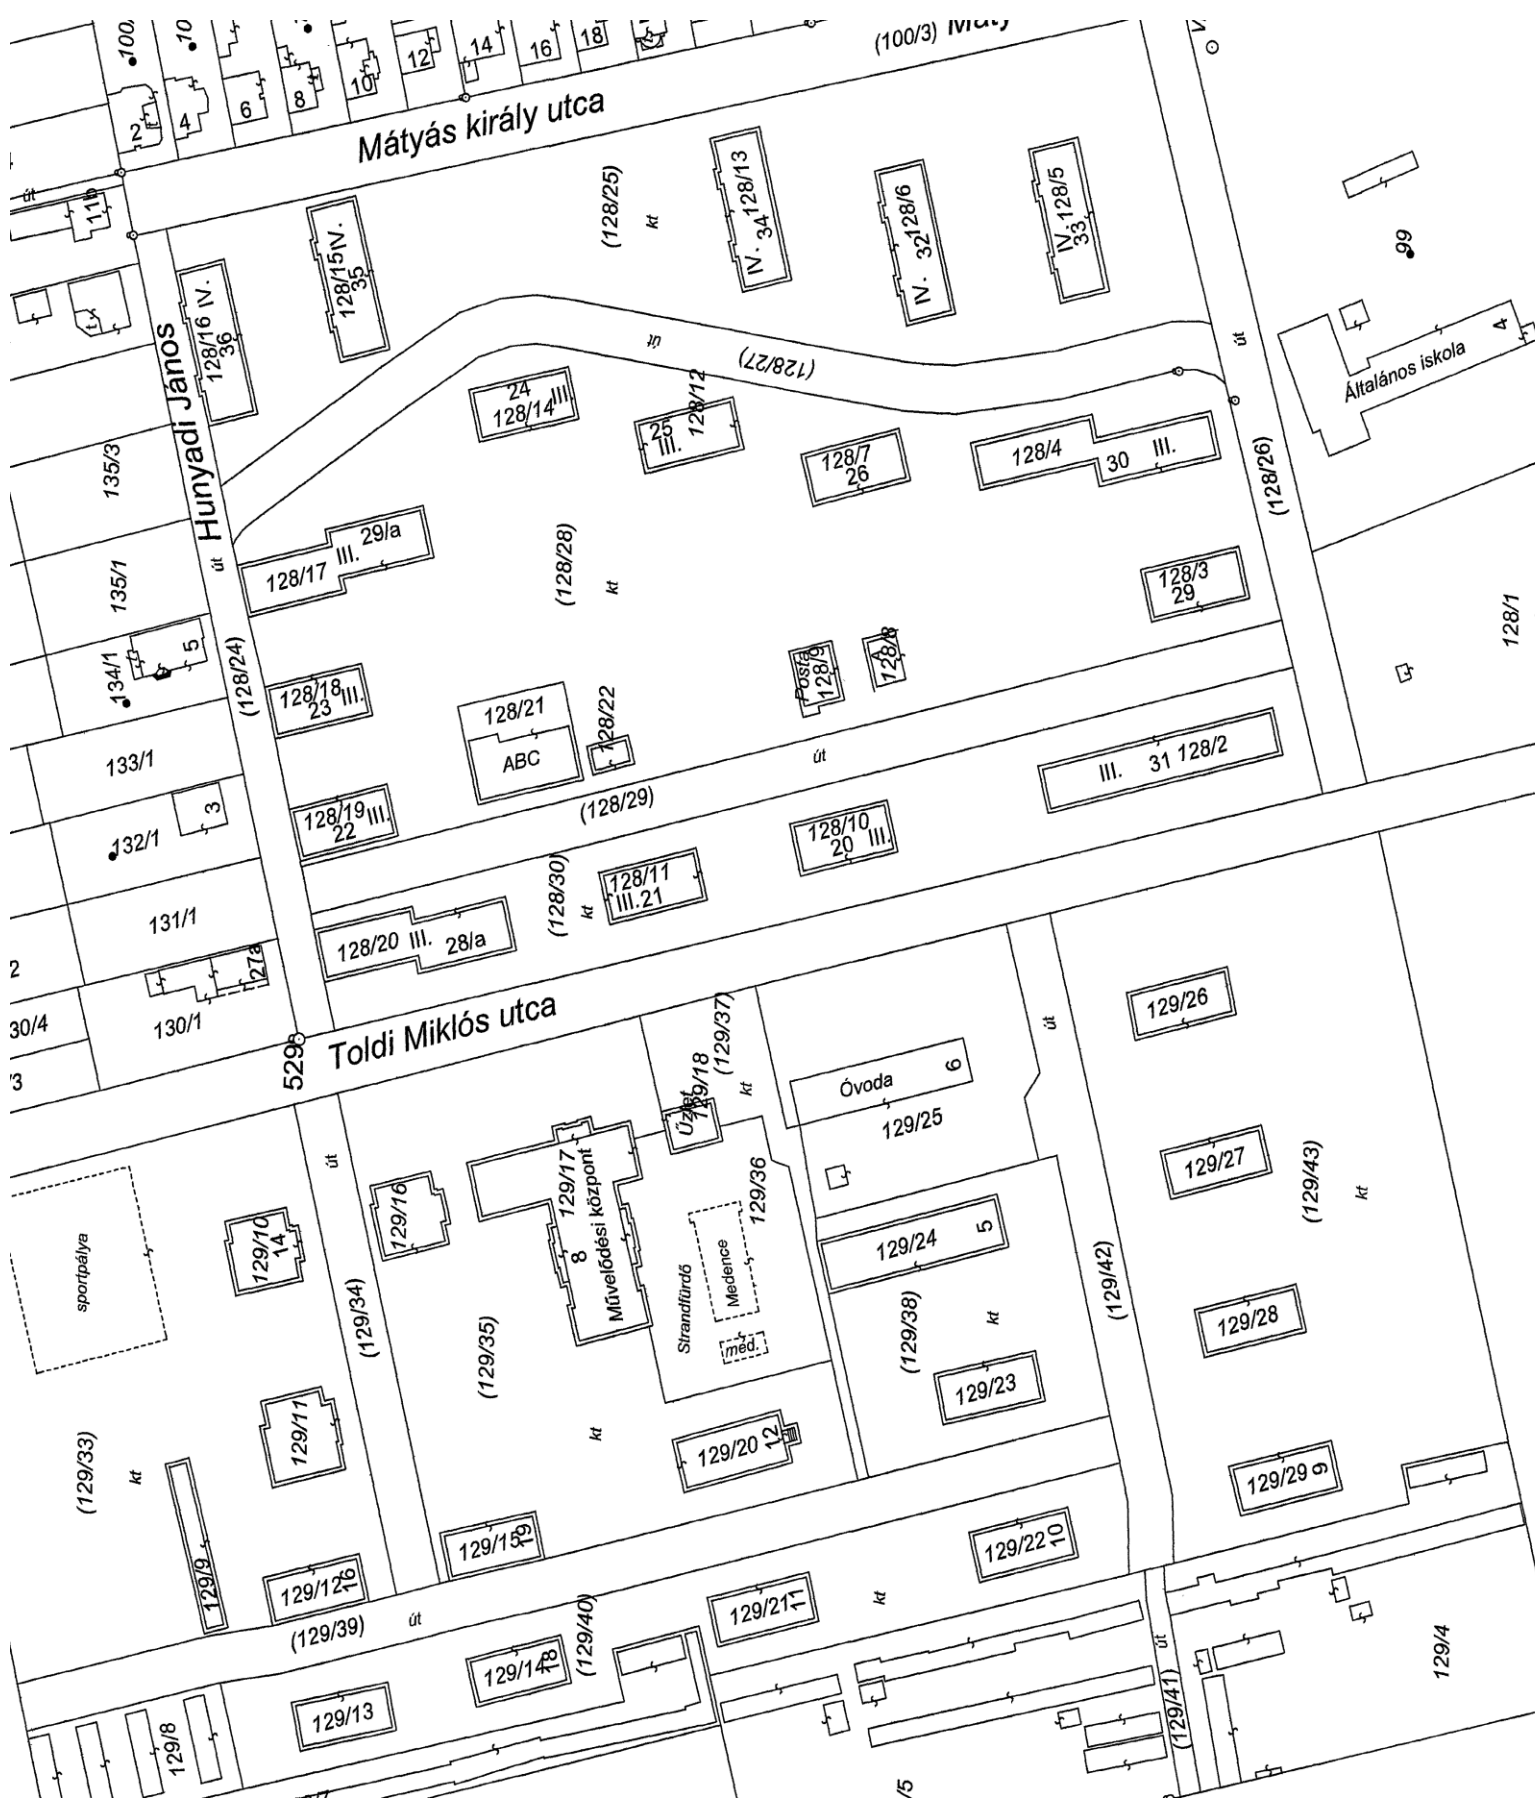 (100/3)
Mátyás király utca
2
4
6
8
10
12
14
16
18
út
11b
(128/25)
kt
128/13
IV.
34
128/6
IV.
32
128/5
IV.
33
99
128/15
IV.
35
128/16
IV.
36
Hunyadi János
út
(128/27)
út
4
Általános iskola
24
128/14
III.
128/12
25
III.
128/7
26
128/4
30
III.
(128/26)
135/3
135/1
út
29/a
III.
128/17
(128/28)
kt
128/3
29
128/1
134/1
5
(128/24)
128/18
23
III.
Posta
128/9
A
128/8
128/21
ABC
128/22
133/1
út
III.
31
128/2
(128/29)
3
132/1
128/19
22
III.
128/10
20
III.
131/1
(128/30)
kt
128/11
III.
21
128/20
III.
28/a
27a
130/1
30/4
529
Toldi Miklós utca
(129/37)
kt
Üzlet
129/18
út
129/26
Óvoda
6
129/25
út
129/17
Művelődési központ
8
129/36
129/27
(129/43)
kt
129/16
129/10
14
sportpálya
Strandfürdő
Medence
med.
129/24
5
(129/34)
(129/35)
kt
(129/38)
kt
(129/42)
129/28
129/23
129/11
(129/33)
kt
129/20
12
129/29
9
129/9
129/15
19
129/22
10
129/12
16
(129/39)
út
129/21
11
kt
(129/40)
129/14
18
129/13
129/8
út
(129/41)
129/4